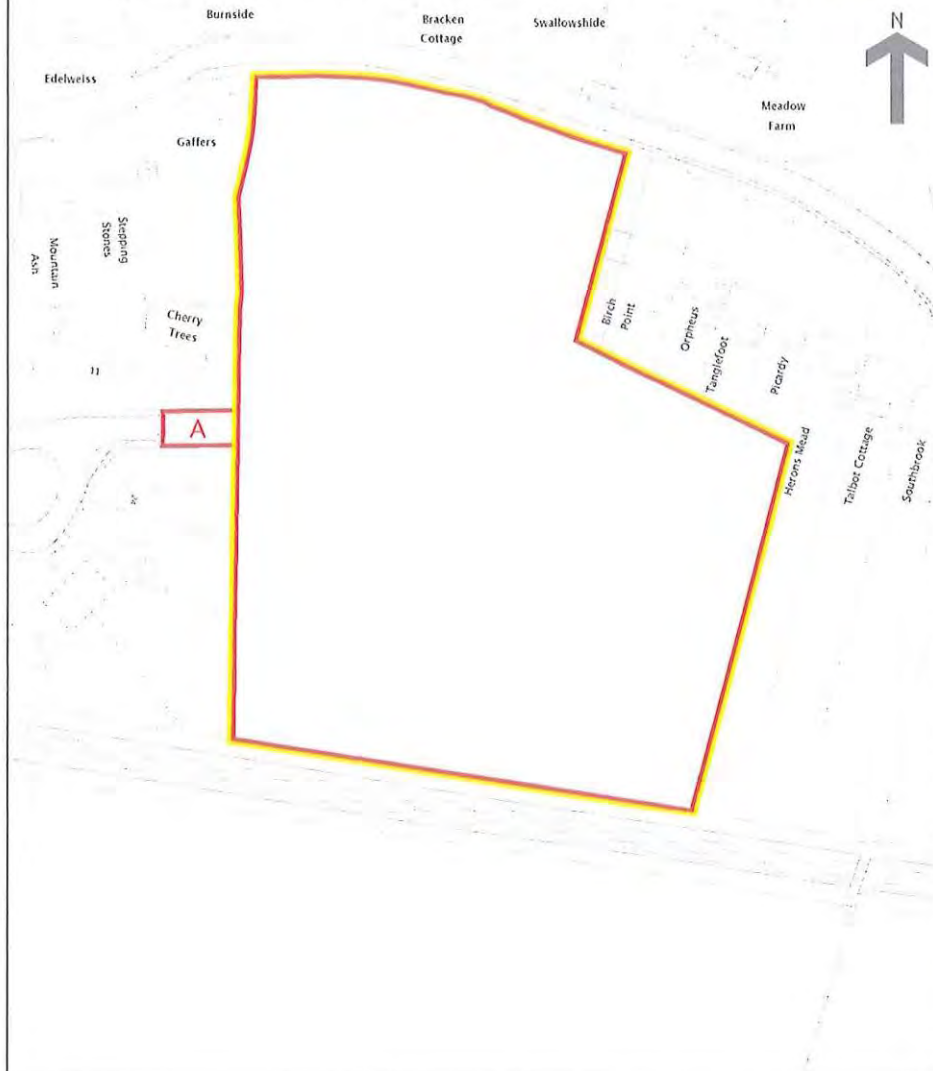 Burnside
Bracken
Cottage
Swallowshide
N
Edelweiss
Meadow
Farm
Gaffers
Stepping
Stones
Mountain
Ash
Cherry
Trees
Birch
Point
Orpheus
Tanglefoot
Picardy
11
A
Herons Mead
Talbot Cottage
Southbrook